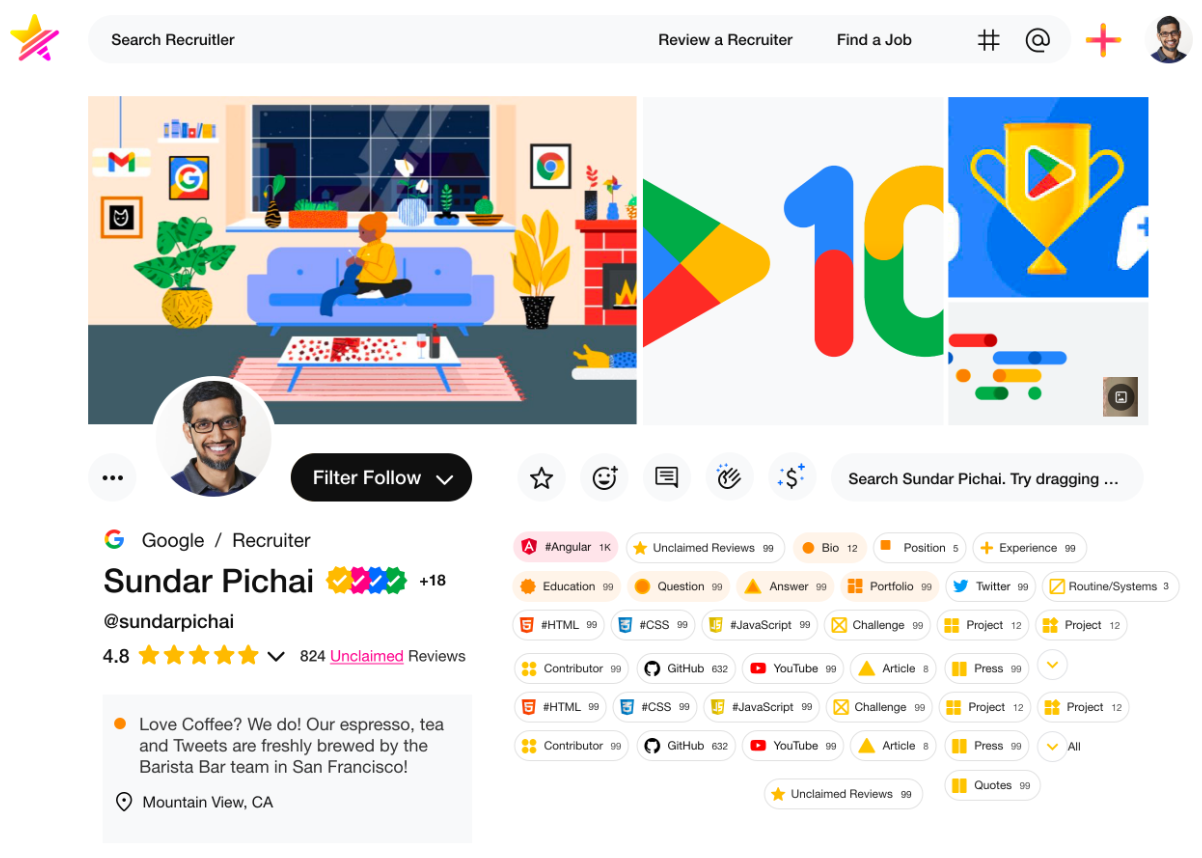 Search Recruitler
Review a Recruiter
Find a Job
#
@
10
Filter Follow
Search Sundar Pichai. Try dragging ...
Google / Recruiter
Sundar Pichai +18
@sundarpichai
4.8
824 Unclaimed Reviews
Love Coffee? We do! Our espresso, tea
and Tweets are freshly brewed by the
Barista Bar team in San Francisco!
Mountain View, CA
#Angular 1K Unclaimed Reviews 99 Bio 12 Position 5 Experience 99
Education 99 Question 99 Answer 99 Portfolio 99 Twitter 99 Routine/Systems 3
#HTML 99 #CSS 99 #JavaScript 99 Challenge 99 Project 12 Project 12
Contributor 99 GitHub 632 YouTube 99 Article 8 Press 99
#HTML 99 #CSS 99 #JavaScript 99 Challenge 99 Project 12 Project 12
Contributor 99 GitHub 632 YouTube 99 Article 8 Press 99 All
Unclaimed Reviews 99 Quotes 99